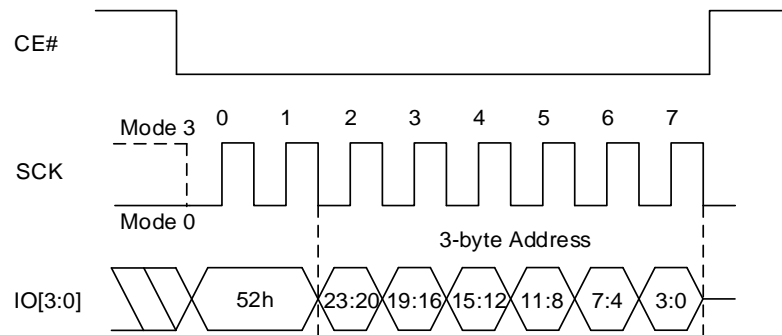 CE#
0 1 2 3 4 5 6 7
Mode 3
SCK
Mode 0
3-byte Address
IO[3:0]
52h 23:20 19:16 15:12 11:8 7:4 3:0